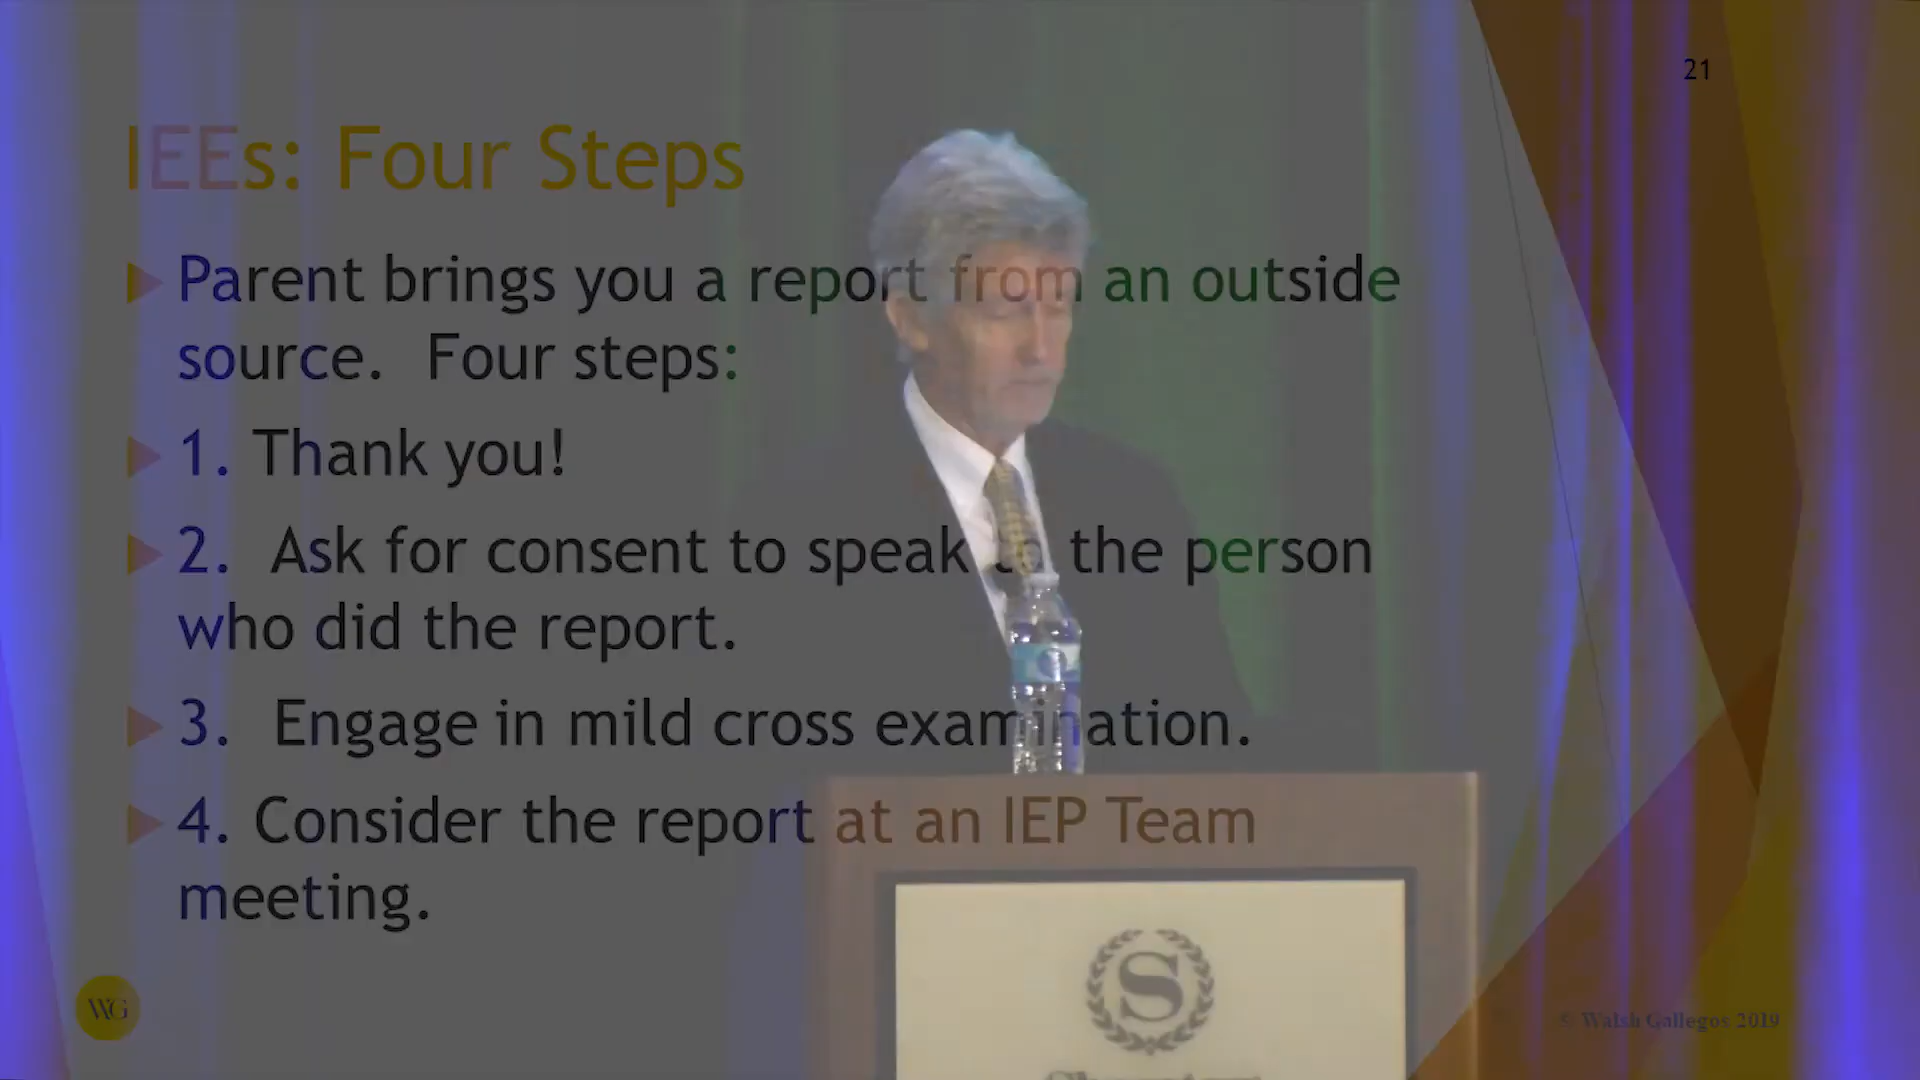 21
IEEs: Four Steps
Parent brings you a report from an outside
source. Four steps:
1. Thank you!
2. Ask for consent to speak to the person
who did the report.
3. Engage in mild cross examination.
4. Consider the report at an IEP Team
meeting.
WG
© Walsh Gallegos 2019
S